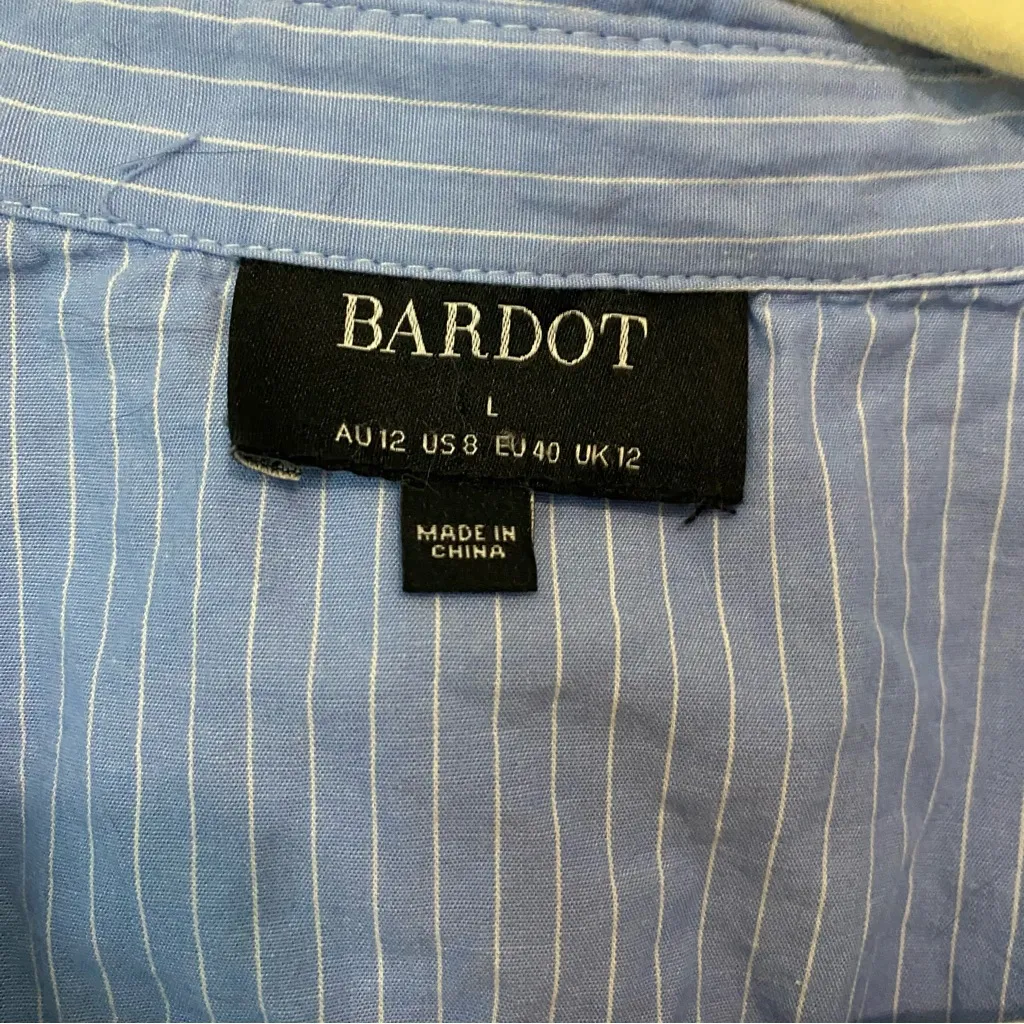 BARDOT
L
AU 12 US 8 EU 40 UK 12
MADE IN
CHINA